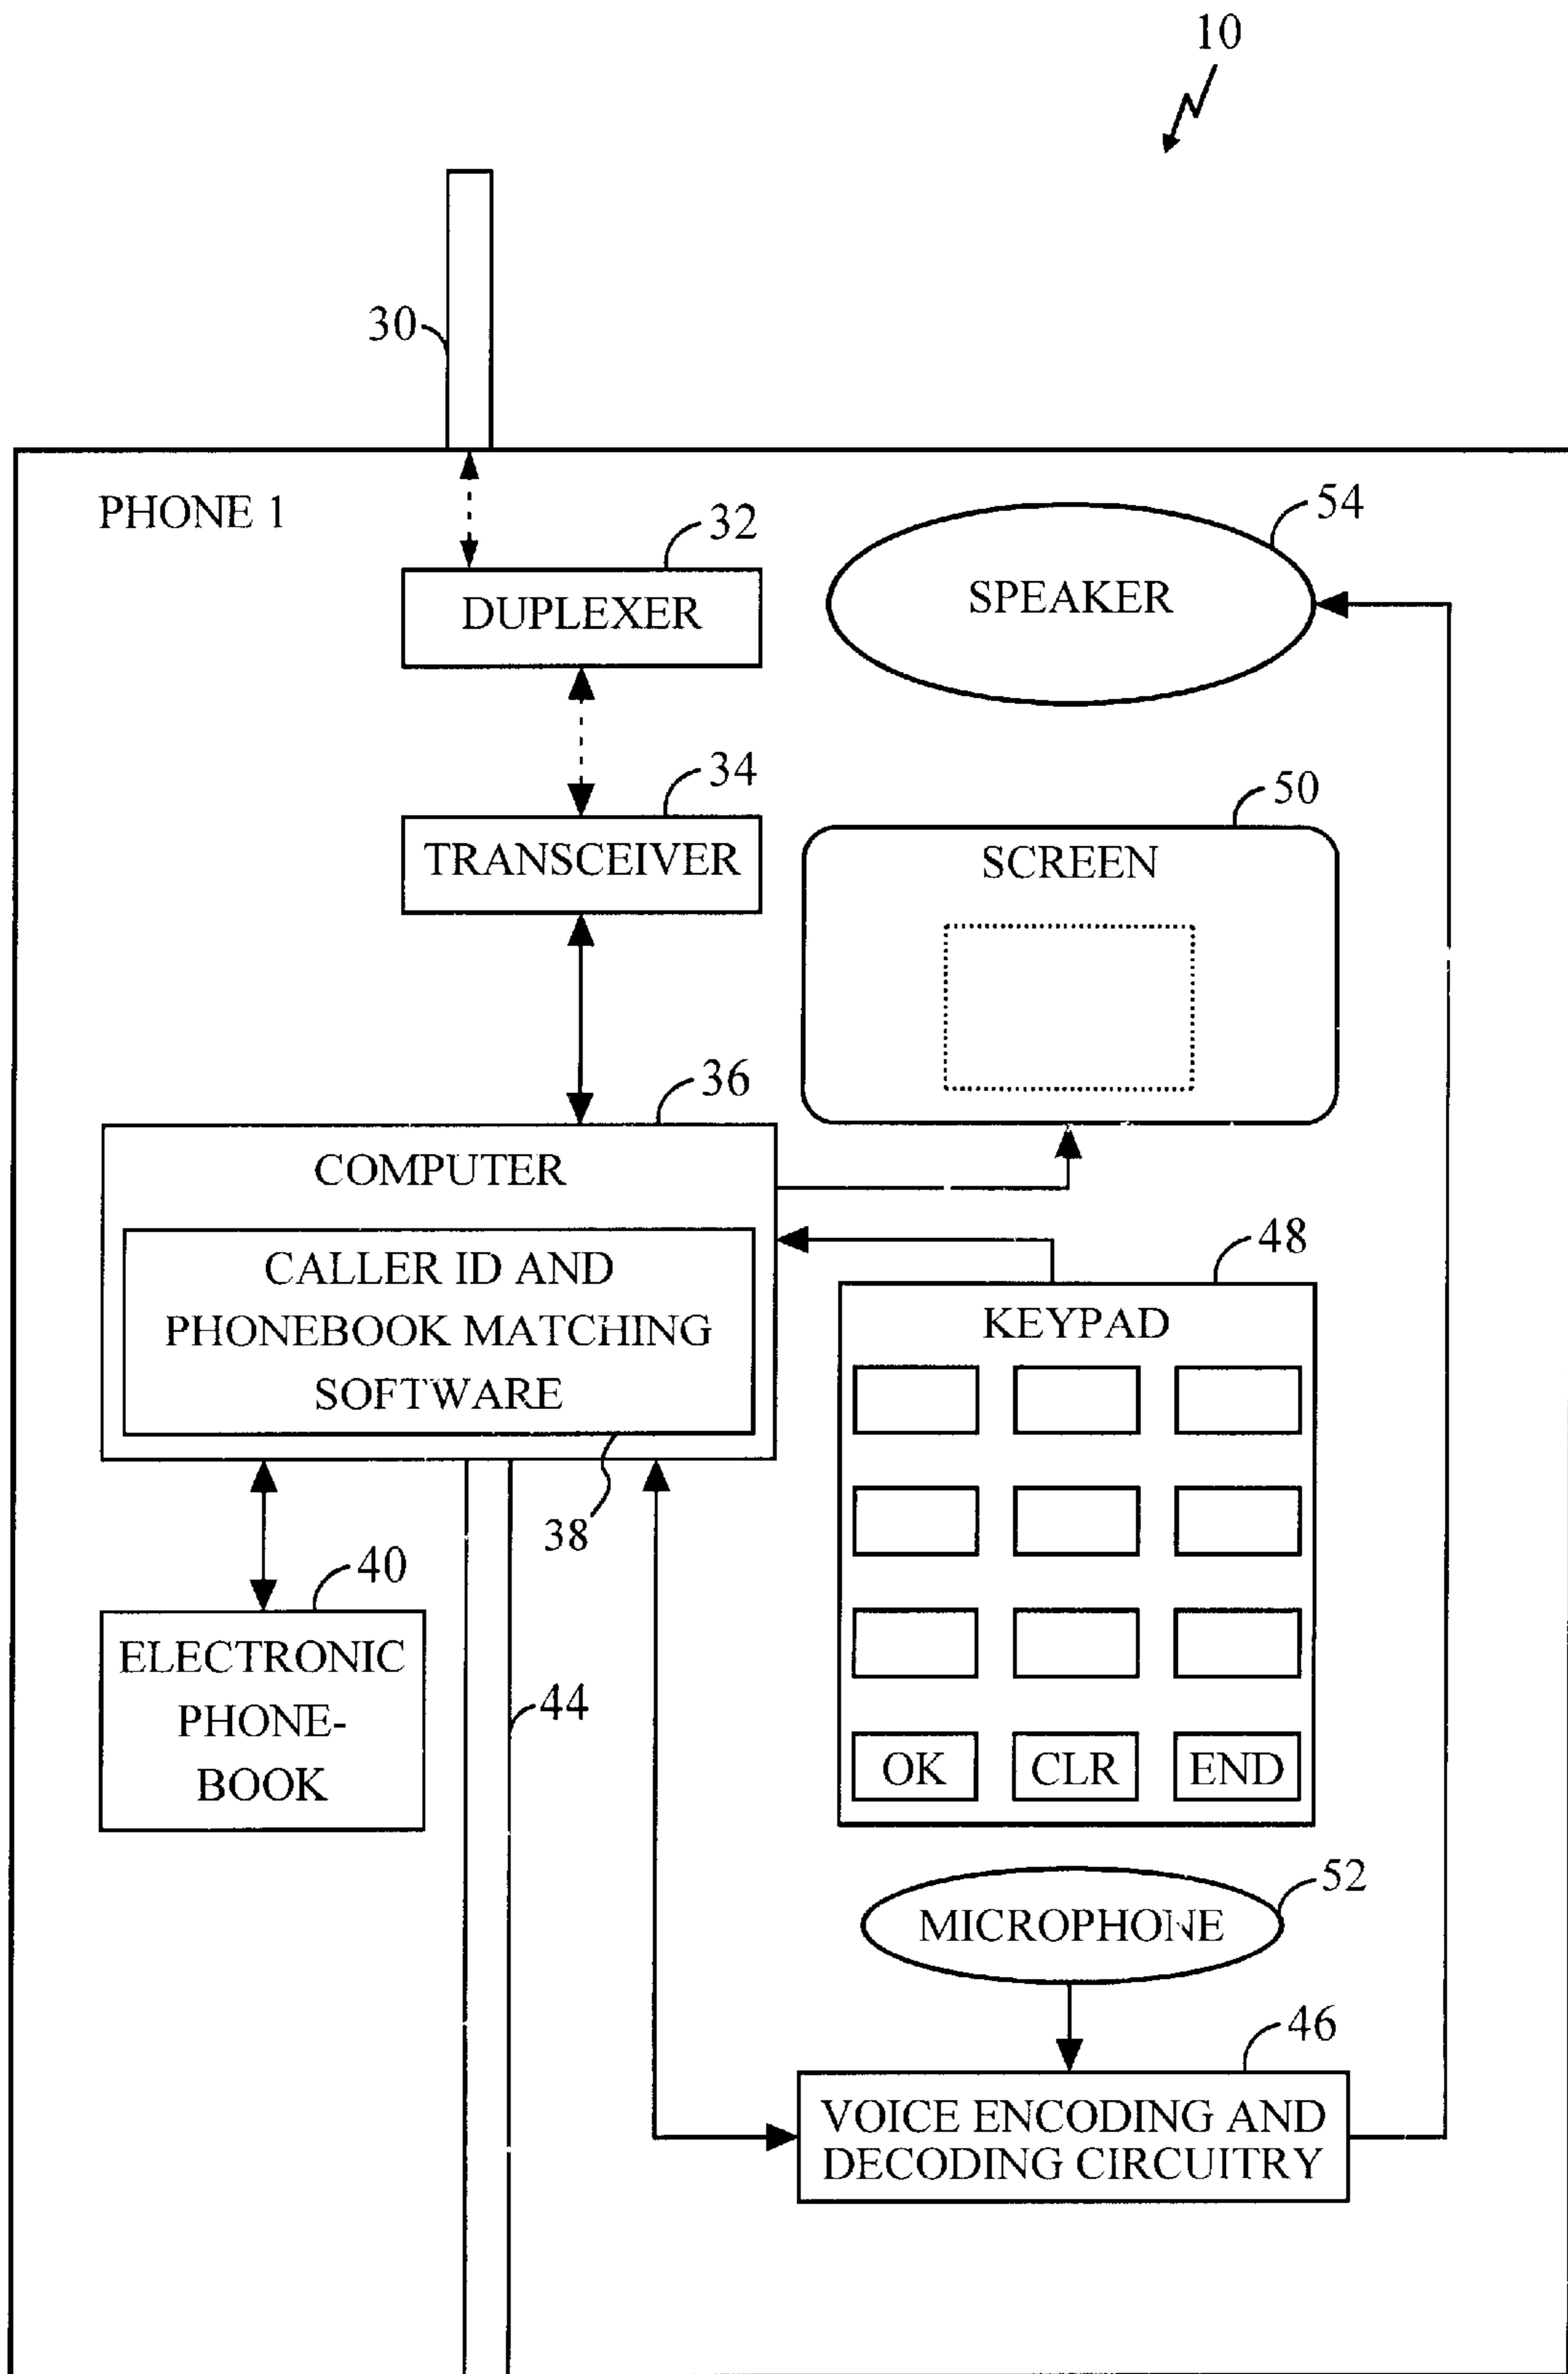 10
30
PHONE 1
32
DUPLEXER
54
SPEAKER
34
TRANSCEIVER
50
SCREEN
36
COMPUTER
CALLER ID AND
PHONEBOOK MATCHING
SOFTWARE
38
48
KEYPAD
OK CLR END
40
ELECTRONIC
PHONE-
BOOK
44
52
MICROPHONE
46
VOICE ENCODING AND
DECODING CIRCUITRY